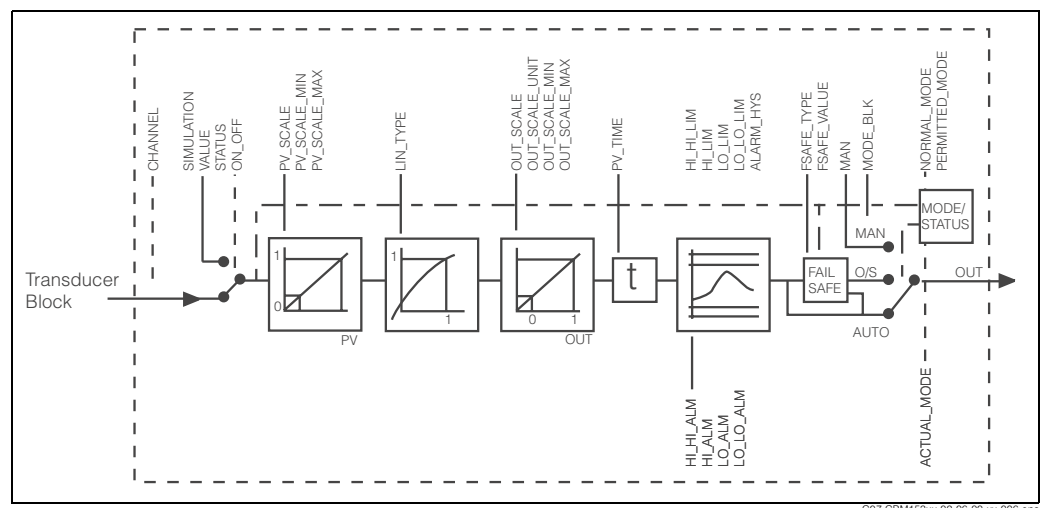 CHANNEL
SIMULATION
VALUE
STATUS
ON_OFF
PV_SCALE
PV_SCALE_MIN
PV_SCALE_MAX
LIN_TYPE
OUT_SCALE
OUT_SCALE_UNIT
OUT_SCALE_MIN
OUT_SCALE_MAX
PV_TIME
HI_HI_LIM
HI_LIM
LO_LIM
LO_LO_LIM
ALARM_HYS
FSAFE_TYPE
FSAFE_VALUE
MAN
MODE_BLK
NORMAL_MODE
PERMITTED_MODE
MODE/
STATUS
MAN
Transducer
Block
1
0
PV
1
1
0
1
OUT
t
FAIL
SAFE
O/S
AUTO
OUT
HI_HI_ALM
HI_ALM
LO_ALM
LO_LO_ALM
ACTUAL_MODE